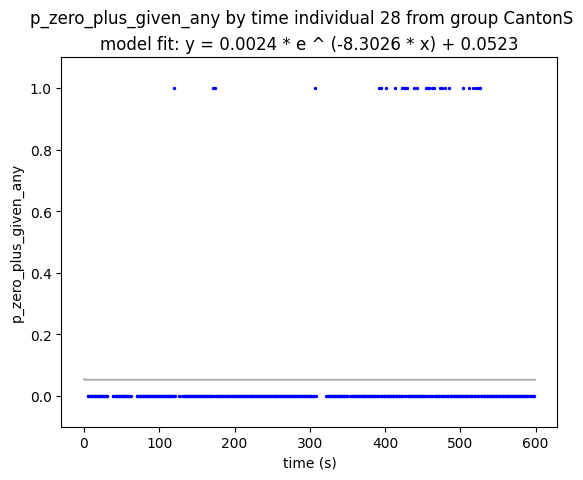 p_zero_plus_given_any by time individual 28 from group CantonS
model fit: y = 0.0024 * e ^ (-8.3026 * x) + 0.0523
1.0
0.8
0.6
0.4
0.2
0.0
p_zero_plus_given_any
0 100 200 300 400 500 600
time (s)